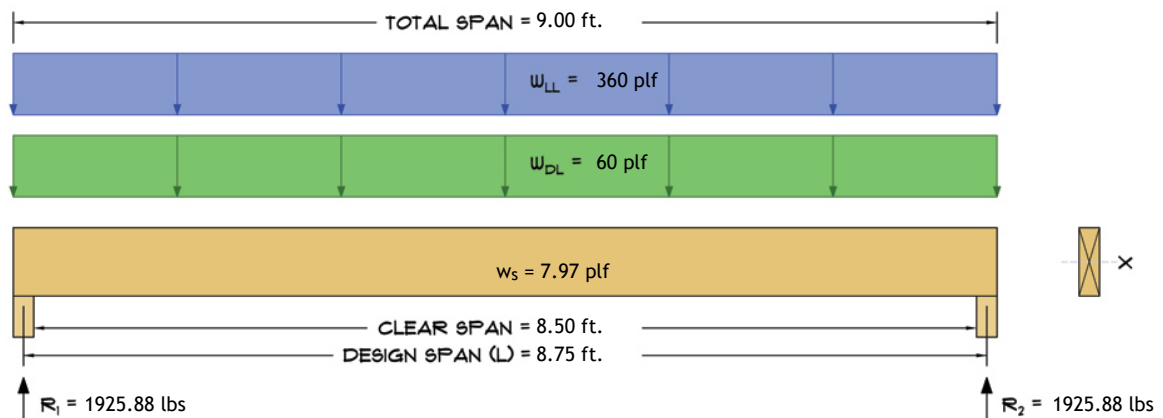 TOTAL SPAN = 9.00 ft.
WLL = 360 plf
WDL = 60 plf
ws = 7.97 plf
X
CLEAR SPAN = 8.50 ft.
DESIGN SPAN (L) = 8.75 ft.
R1 = 1925.88 lbs
R2 = 1925.88 lbs